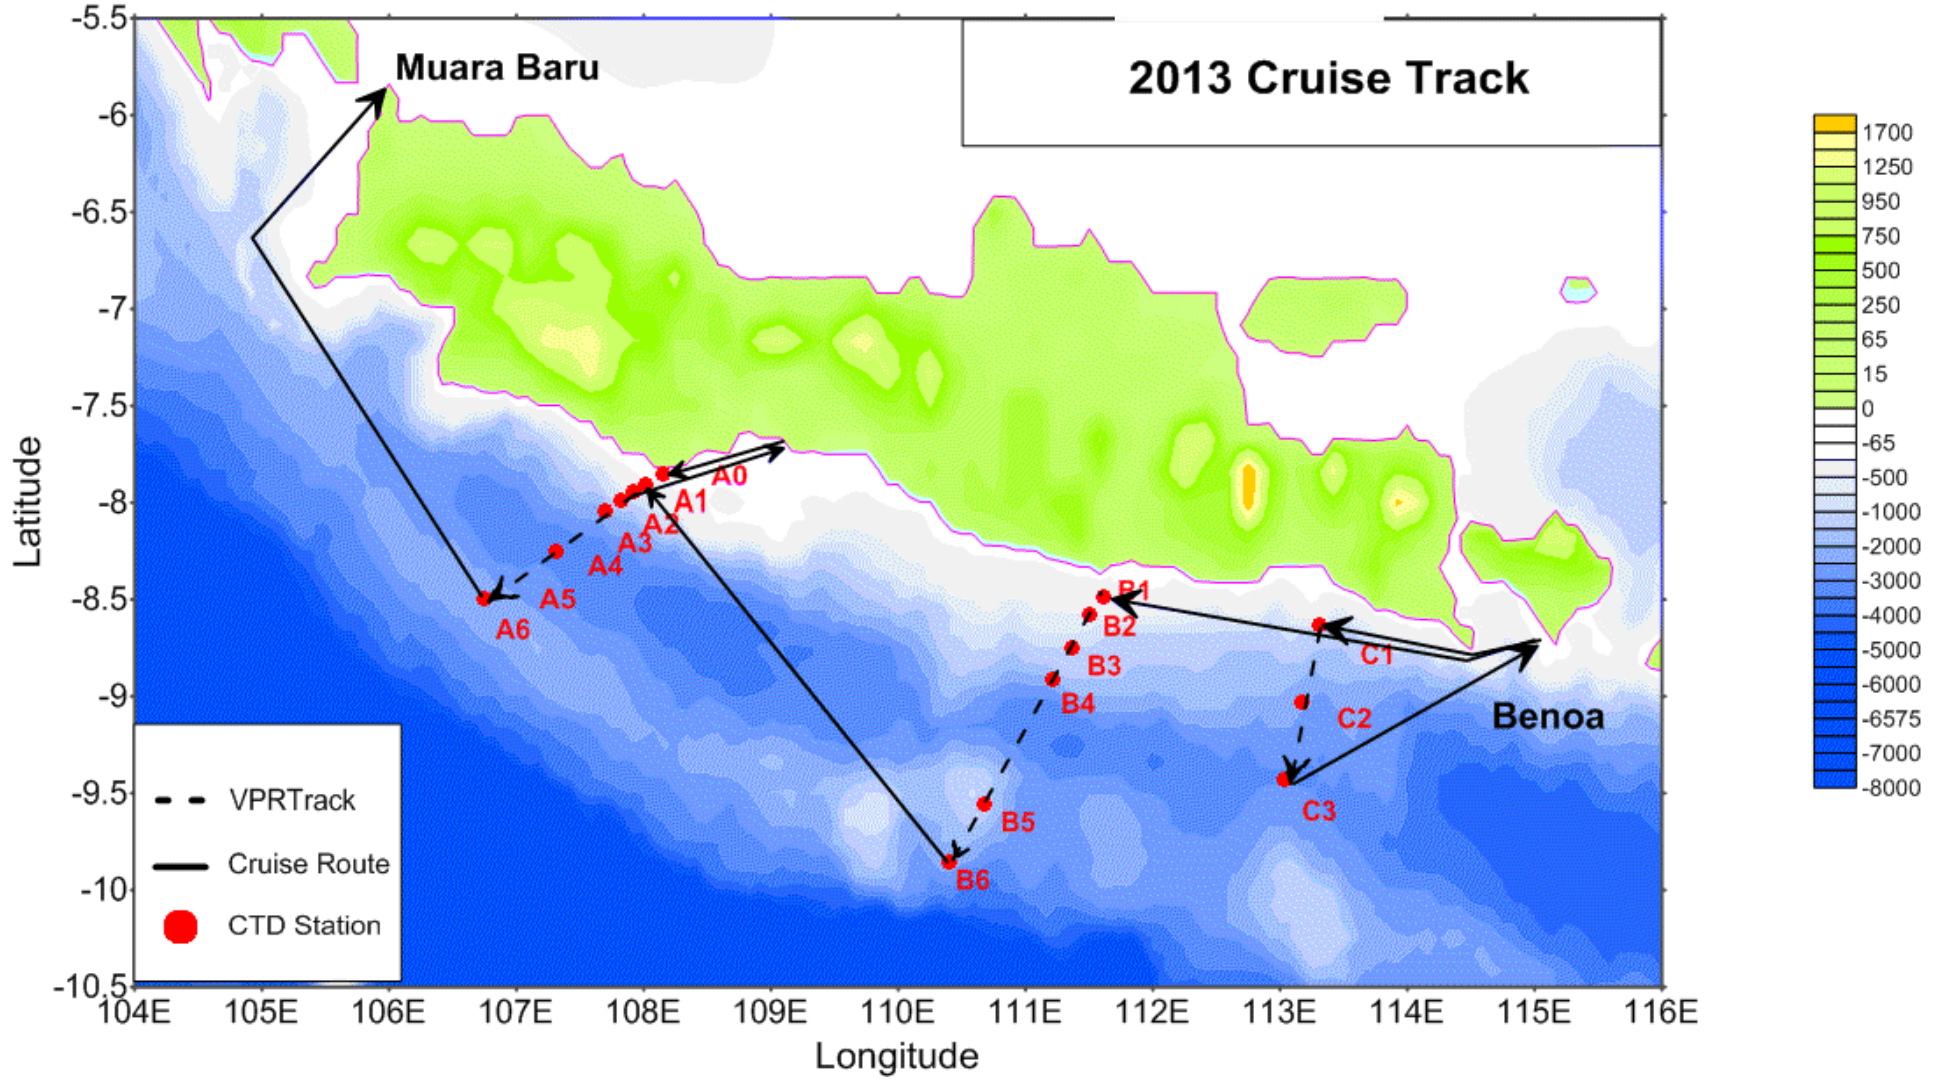 2013 Cruise Track
Muara Baru
Benoa
A0
A1
A2
A3
A4
A5
A6
B1
B2
B3
B4
B5
B6
C1
C2
C3
VPRTrack
Cruise Route
CTD Station
Latitude
-5.5
-6
-6.5
-7
-7.5
-8
-8.5
-9
-9.5
-10
-10.5
104E 105E 106E 107E 108E 109E 110E 111E 112E 113E 114E 115E 116E
Longitude
1700
1250
950
750
500
250
65
15
0
-65
-500
-1000
-2000
-3000
-4000
-5000
-6000
-6575
-7000
-8000